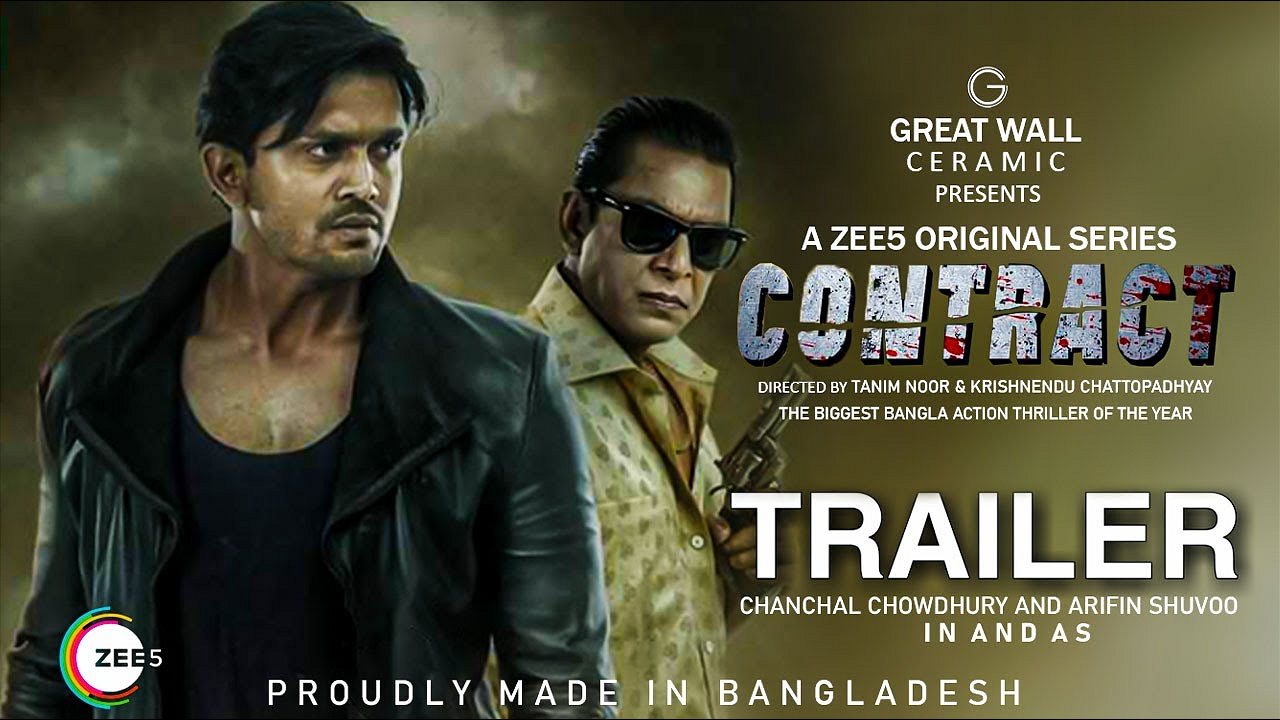 G
GREAT WALL
CERAMIC
PRESENTS
A ZEE5 ORIGINAL SERIES
CONTRACT
DIRECTED BY TANIM NOOR & KRISHNENDU CHATTOPADHYAY
THE BIGGEST BANGLA ACTION THRILLER OF THE YEAR
TRAILER
CHANCHAL CHOWDHURY AND ARIFIN SHUVOO
IN AND AS
ZEE5
PROUDLY MADE IN BANGLADESH